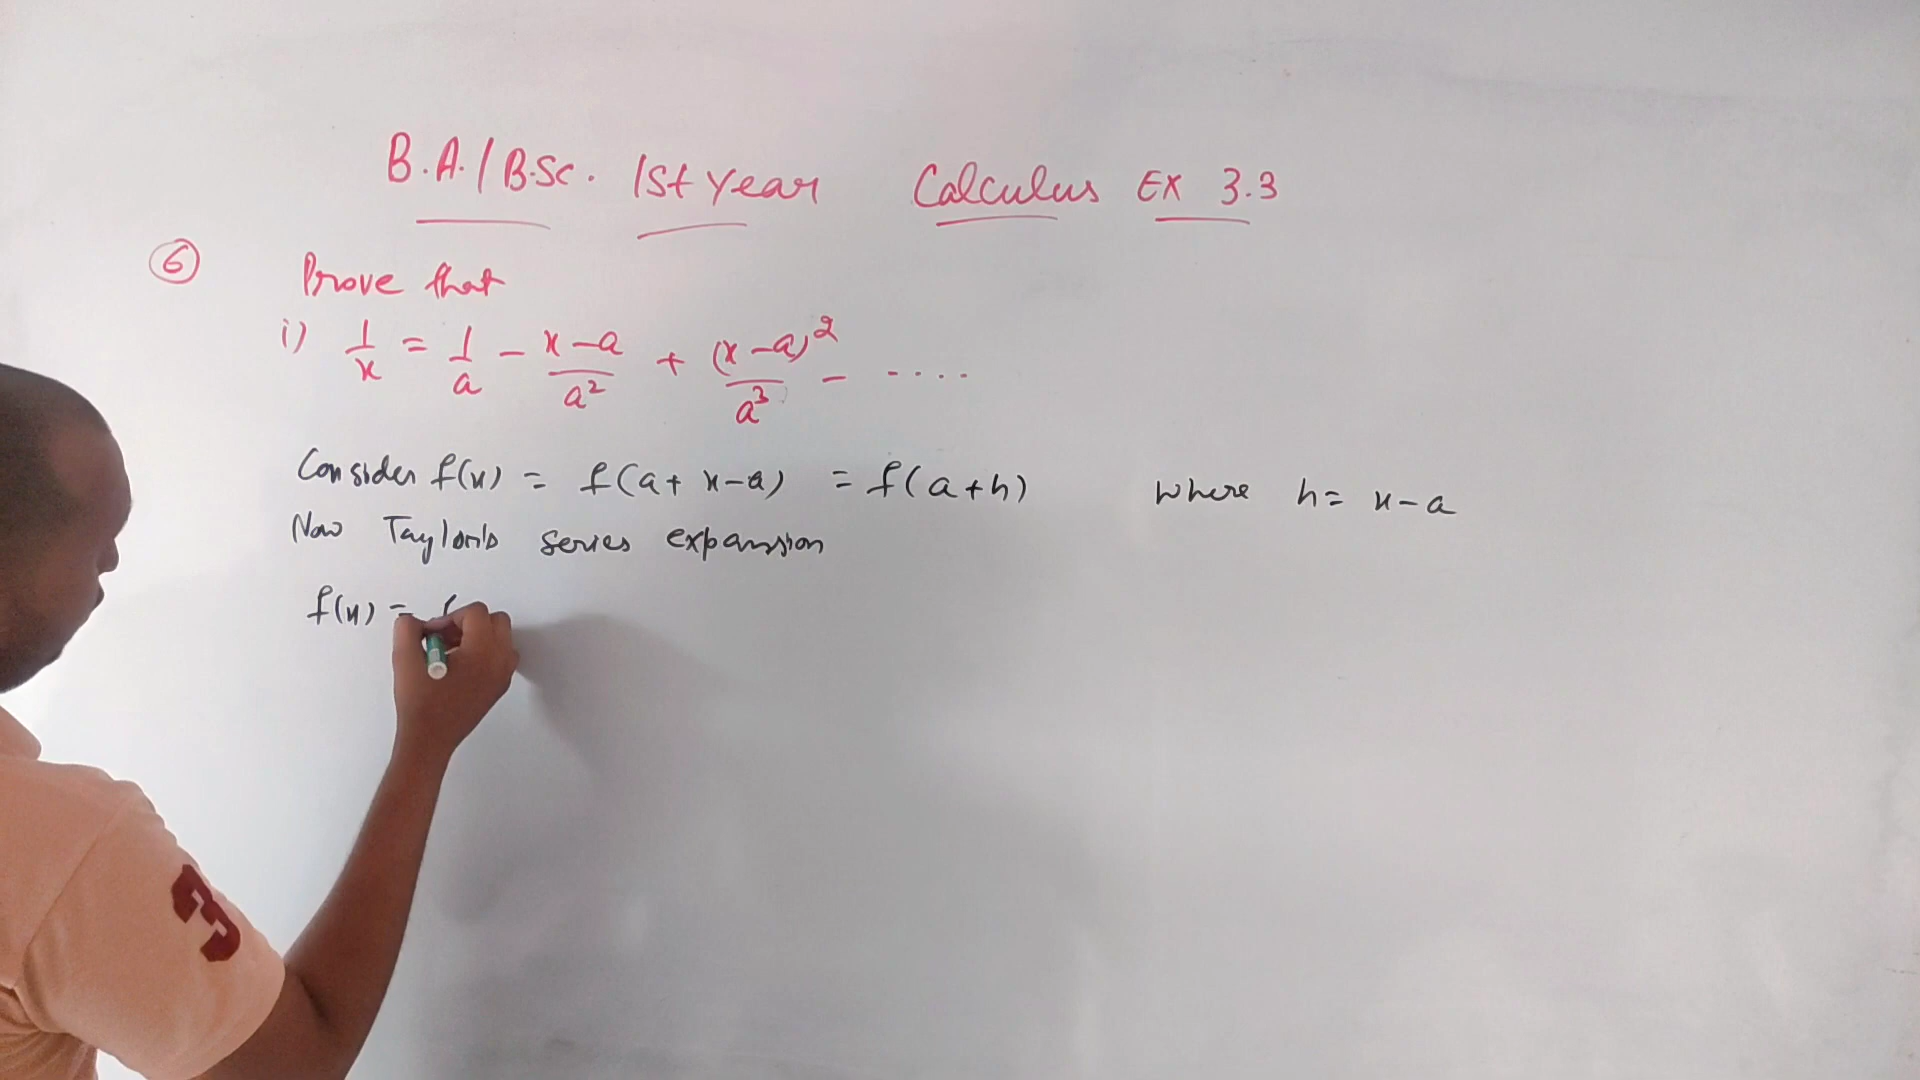 B.A./B.Sc. 1st year Calculus EX 3.3
6 Prove that
i) 1/x = 1/a - x-a/a² + (x-a)²/a³ - ....
Consider f(x) = f(a+ x-a) = f(a+h) where h= x-a
Now Taylor's series expansion
f(x) = f
3